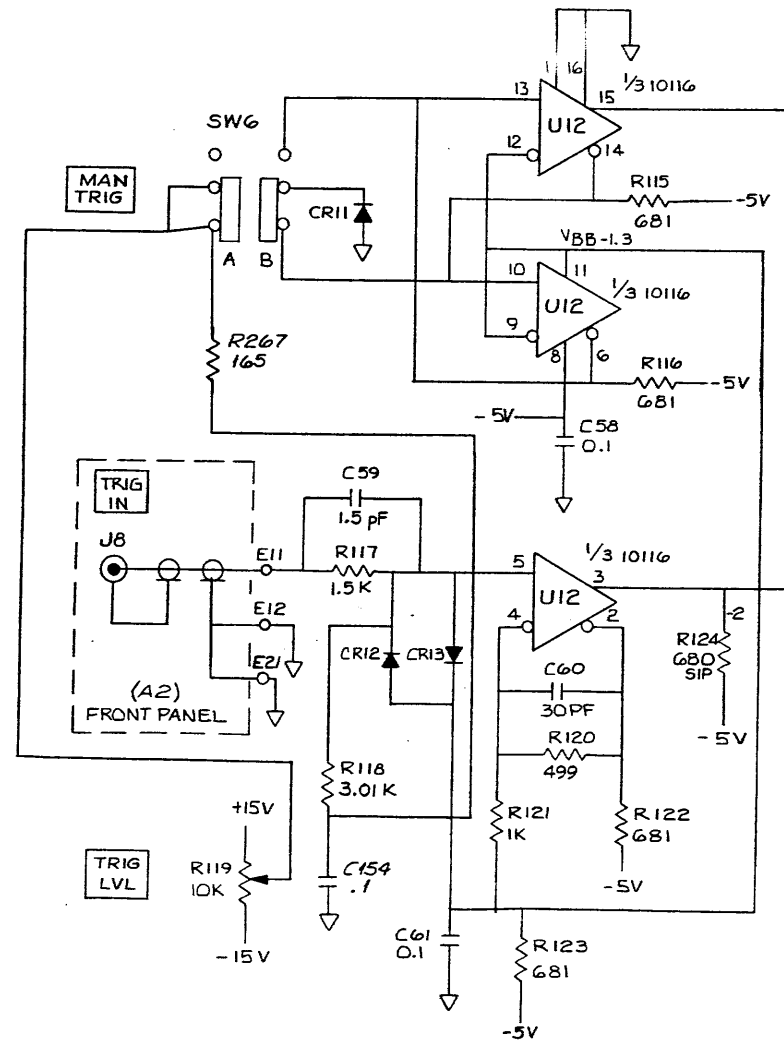 1
16
1/3 10116
13
15
SW6
U12
12
14
MAN
TRIG
R115
681
-5V
CR11
VBB-1.3
A
B
10
11
1/3 10116
U12
9
8
6
R267
165
R116
681
-5V
-5V
C58
0.1
TRIG
IN
C59
1.5 pF
J8
E11
R117
1.5 K
5
1/3 10116
3
U12
E12
4
2
-2
R124
680
SIP
-5V
E21
CR12
CR13
C60
30PF
(A2)
FRONT PANEL
R120
499
R118
3.01 K
R121
1K
R122
681
-5V
+15V
TRIG
LVL
R119
10K
C154
.1
-15V
C61
0.1
R123
681
-5V